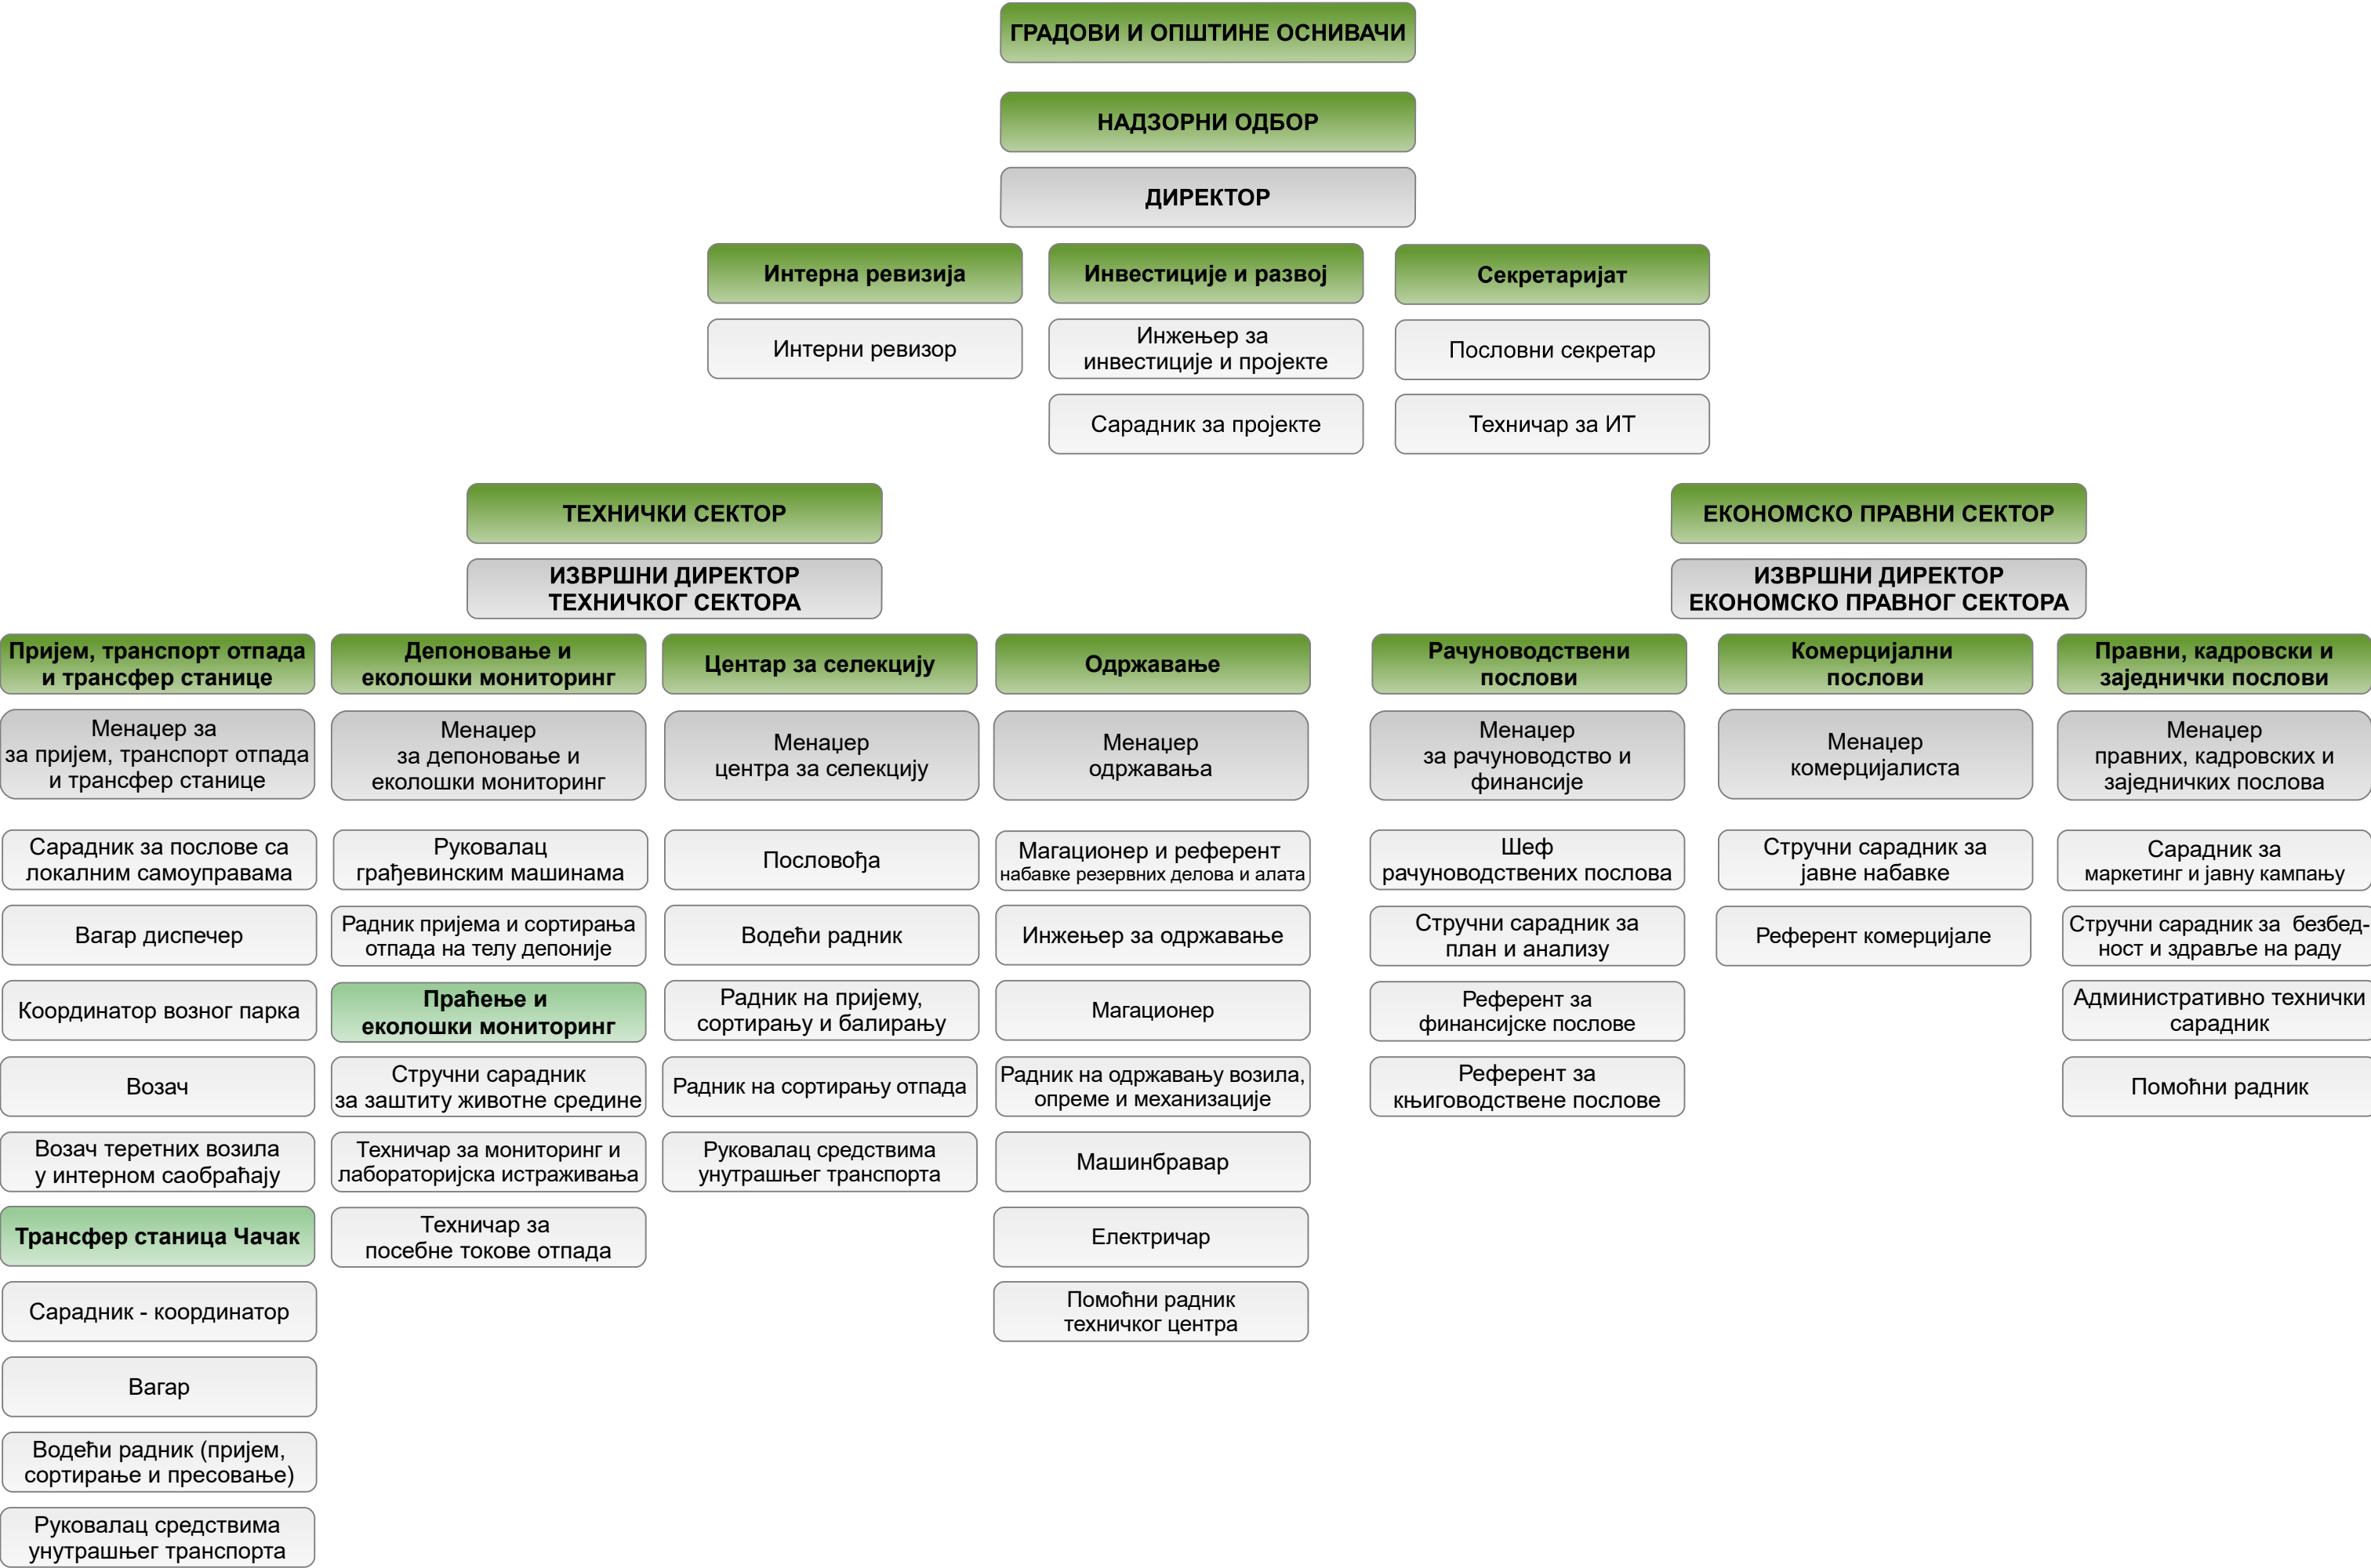 ГРАДОВИ И ОПШТИНЕ ОСНИВАЧИ
НАДЗОРНИ ОДБОР
ДИРЕКТОР
Интерна ревизија
Интерни ревизор
Инвестиције и развој
Инжењер за
инвестиције и пројекте
Сарадник за пројекте
Секретаријат
Пословни секретар
Техничар за ИТ
ТЕХНИЧКИ СЕКТОР
ИЗВРШНИ ДИРЕКТОР
ТЕХНИЧКОГ СЕКТОРА
Пријем, транспорт отпада
и трансфер станице
Менаџер за
за пријем, транспорт отпада
и трансфер станице
Сарадник за послове са
локалним самоуправама
Вагар диспечер
Координатор возног парка
Возач
Возач теретних возила
у интерном саобраћају
Трансфер станица Чачак
Сарадник - координатор
Вагар
Водећи радник (пријем,
сортирање и пресовање)
Руковалац средствима
унутрашњег транспорта
Депоновање и
еколошки мониторинг
Менаџер
за депоновање и
еколошки мониторинг
Руковалац
грађевинским машинама
Радник пријема и сортирања
отпада на телу депоније
Праћење и
еколошки мониторинг
Стручни сарадник
за заштиту животне средине
Техничар за мониторинг и
лабораторијска истраживања
Техничар за
посебне токове отпада
Центар за селекцију
Менаџер
центра за селекцију
Пословођа
Водећи радник
Радник на пријему,
сортирању и балирању
Радник на сортирању отпада
Руковалац средствима
унутрашњег транспорта
Одржавање
Менаџер
одржавања
Магационер и референт
набавке резервних делова и алата
Инжењер за одржавање
Магационер
Радник на одржавању возила,
опреме и механизације
Машинбравар
Електричар
Помоћни радник
техничког центра
ЕКОНОМСКО ПРАВНИ СЕКТОР
ИЗВРШНИ ДИРЕКТОР
ЕКОНОМСКО ПРАВНОГ СЕКТОРА
Рачуноводствени
послови
Менаџер
за рачуноводство и
финансије
Шеф
рачуноводствених послова
Стручни сарадник за
план и анализу
Референт за
финансијске послове
Референт за
књиговодствене послове
Комерцијални
послови
Менаџер
комерцијалиста
Стручни сарадник за
јавне набавке
Референт комерцијале
Правни, кадровски и
заједнички послови
Менаџер
правних, кадровских и
заједничких послова
Сарадник за
маркетинг и јавну кампању
Стручни сарадник за  безбед-
ност и здравље на раду
Административно технички
сарадник
Помоћни радник